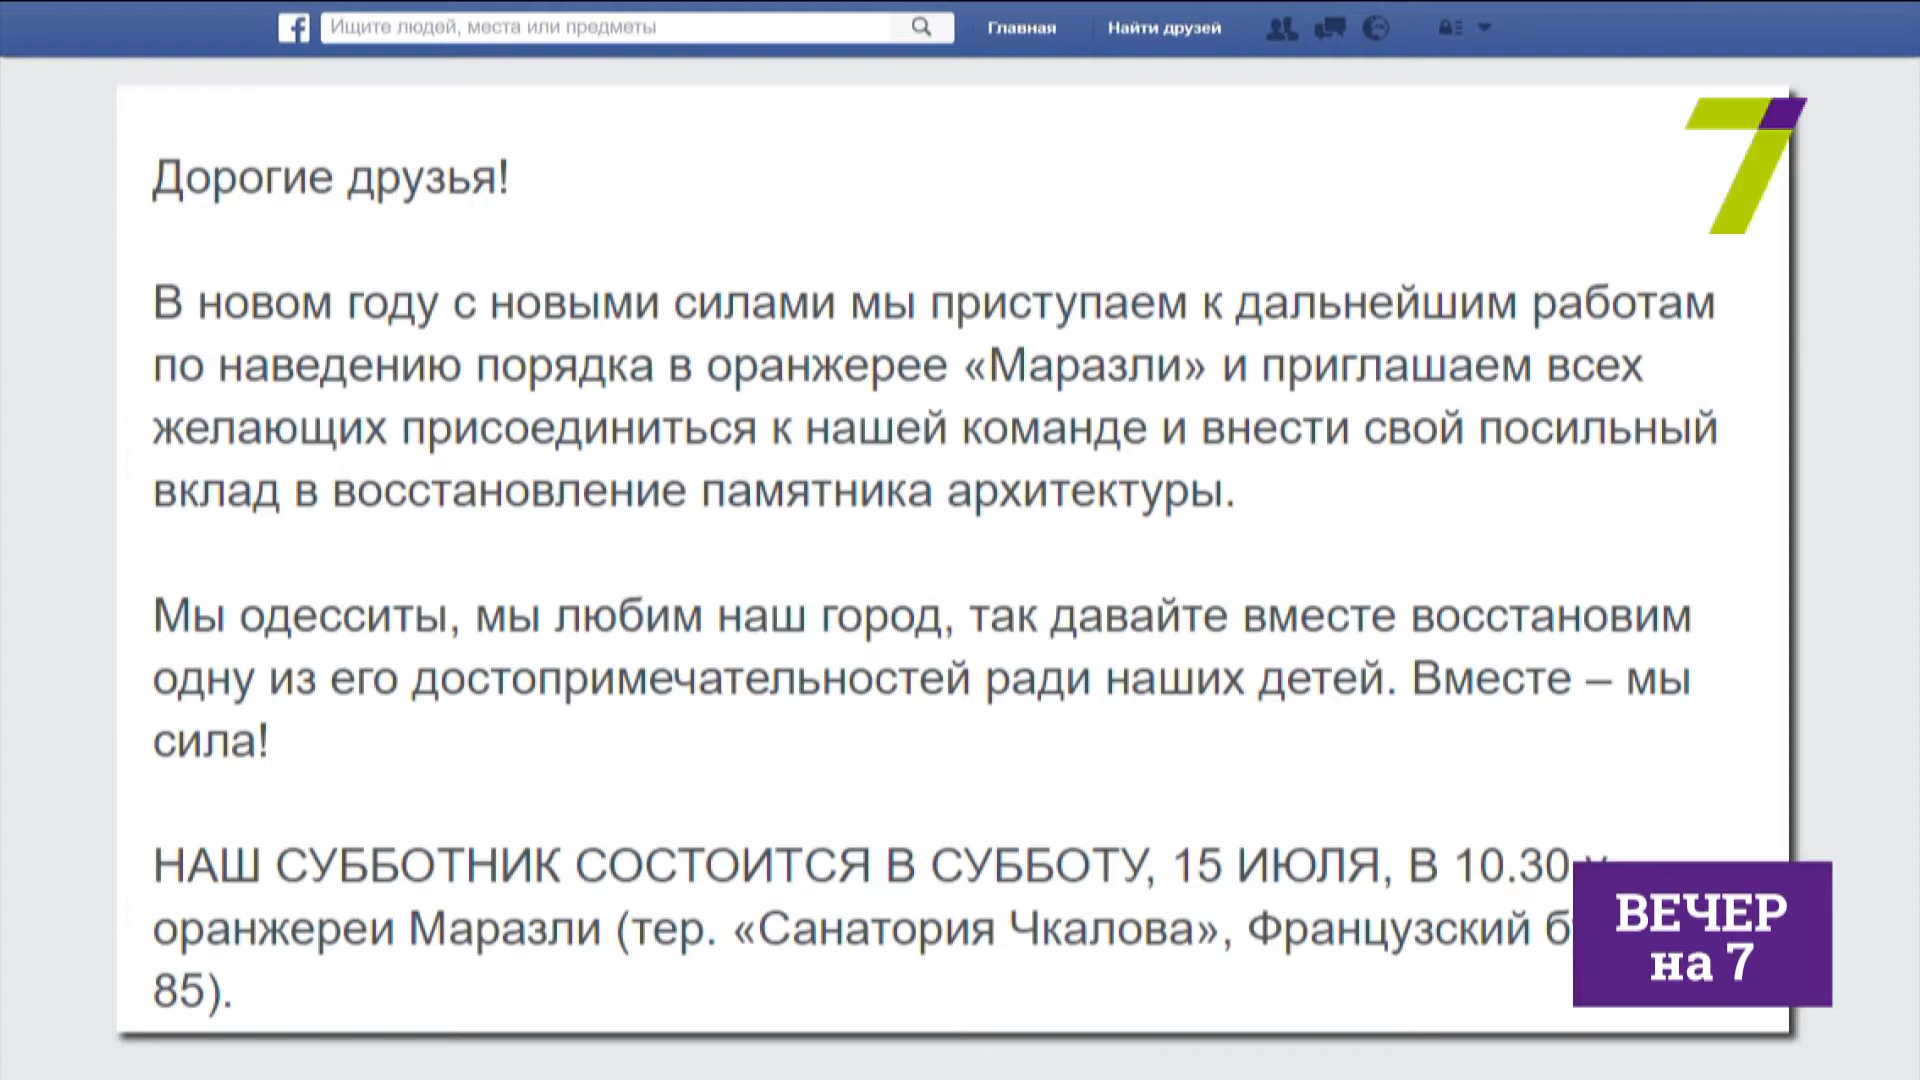 f
Ищите людей, места или предметы
Главная
Найти друзей
7
Дорогие друзья!
В новом году с новыми силами мы приступаем к дальнейшим работам
по наведению порядка в оранжерее «Маразли» и приглашаем всех
желающих присоединиться к нашей команде и внести свой посильный
вклад в восстановление памятника архитектуры.
Мы одесситы, мы любим наш город, так давайте вместе восстановим
одну из его достопримечательностей ради наших детей. Вместе – мы
сила!
НАШ СУББОТНИК СОСТОИТСЯ В СУББОТУ, 15 ИЮЛЯ, В 10.30
оранжереи Маразли (тер. «Санатория Чкалова», Французский
85).
ВЕЧЕР
на 7